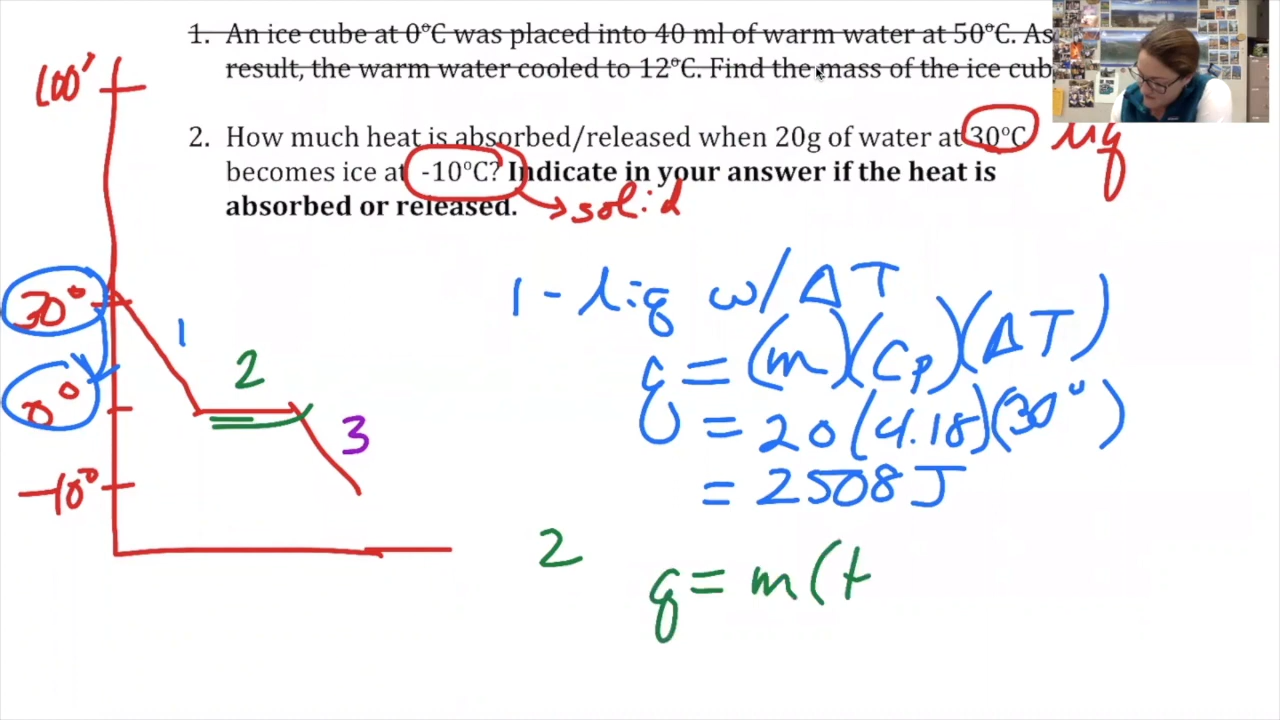 1. An ice cube at 0°C was placed into 40 ml of warm water at 50°C. As
result, the warm water cooled to 12°C. Find the mass of the ice cub
2. How much heat is absorbed/released when 20g of water at 30°C
liq
becomes ice at -10°C? Indicate in your answer if the heat is
absorbed or released.
solid
100°
30°
0°
-10°
1
2
3
1 - liq w/ ΔT
q = (m)(Cp)(ΔT)
= 20(4.18)(30°)
= 2508J
2
q = m(